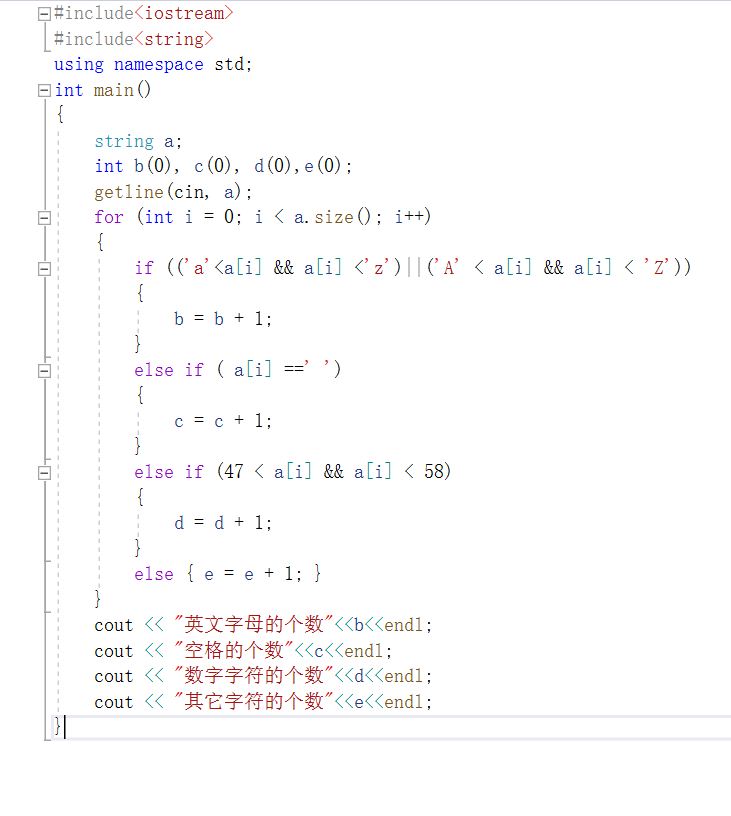 #include<iostream>
#include<string>
using namespace std;
int main()
{
string a;
int b(0), c(0), d(0),e(0);
getline(cin, a);
for (int i = 0; i < a.size(); i++)
{
if (('a'<a[i] && a[i] <'z')||('A' < a[i] && a[i] < 'Z'))
{
b = b + 1;
}
else if ( a[i] ==' ')
{
c = c + 1;
}
else if (47 < a[i] && a[i] < 58)
{
d = d + 1;
}
else { e = e + 1; }
}
cout << "英文字母的个数"<<b<<endl;
cout << "空格的个数"<<c<<endl;
cout << "数字字符的个数"<<d<<endl;
cout << "其它字符的个数"<<e<<endl;
}